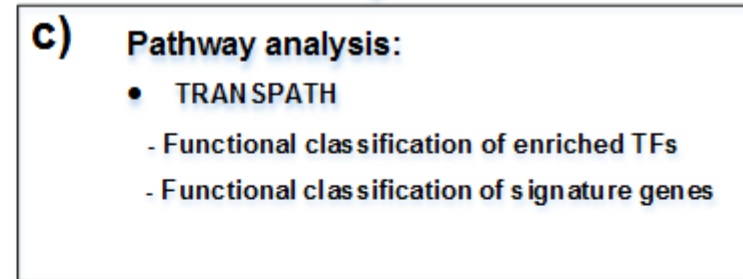 c) Pathway analysis:
• TRANSPATH
- Functional classification of enriched TFs
- Functional classification of signature genes